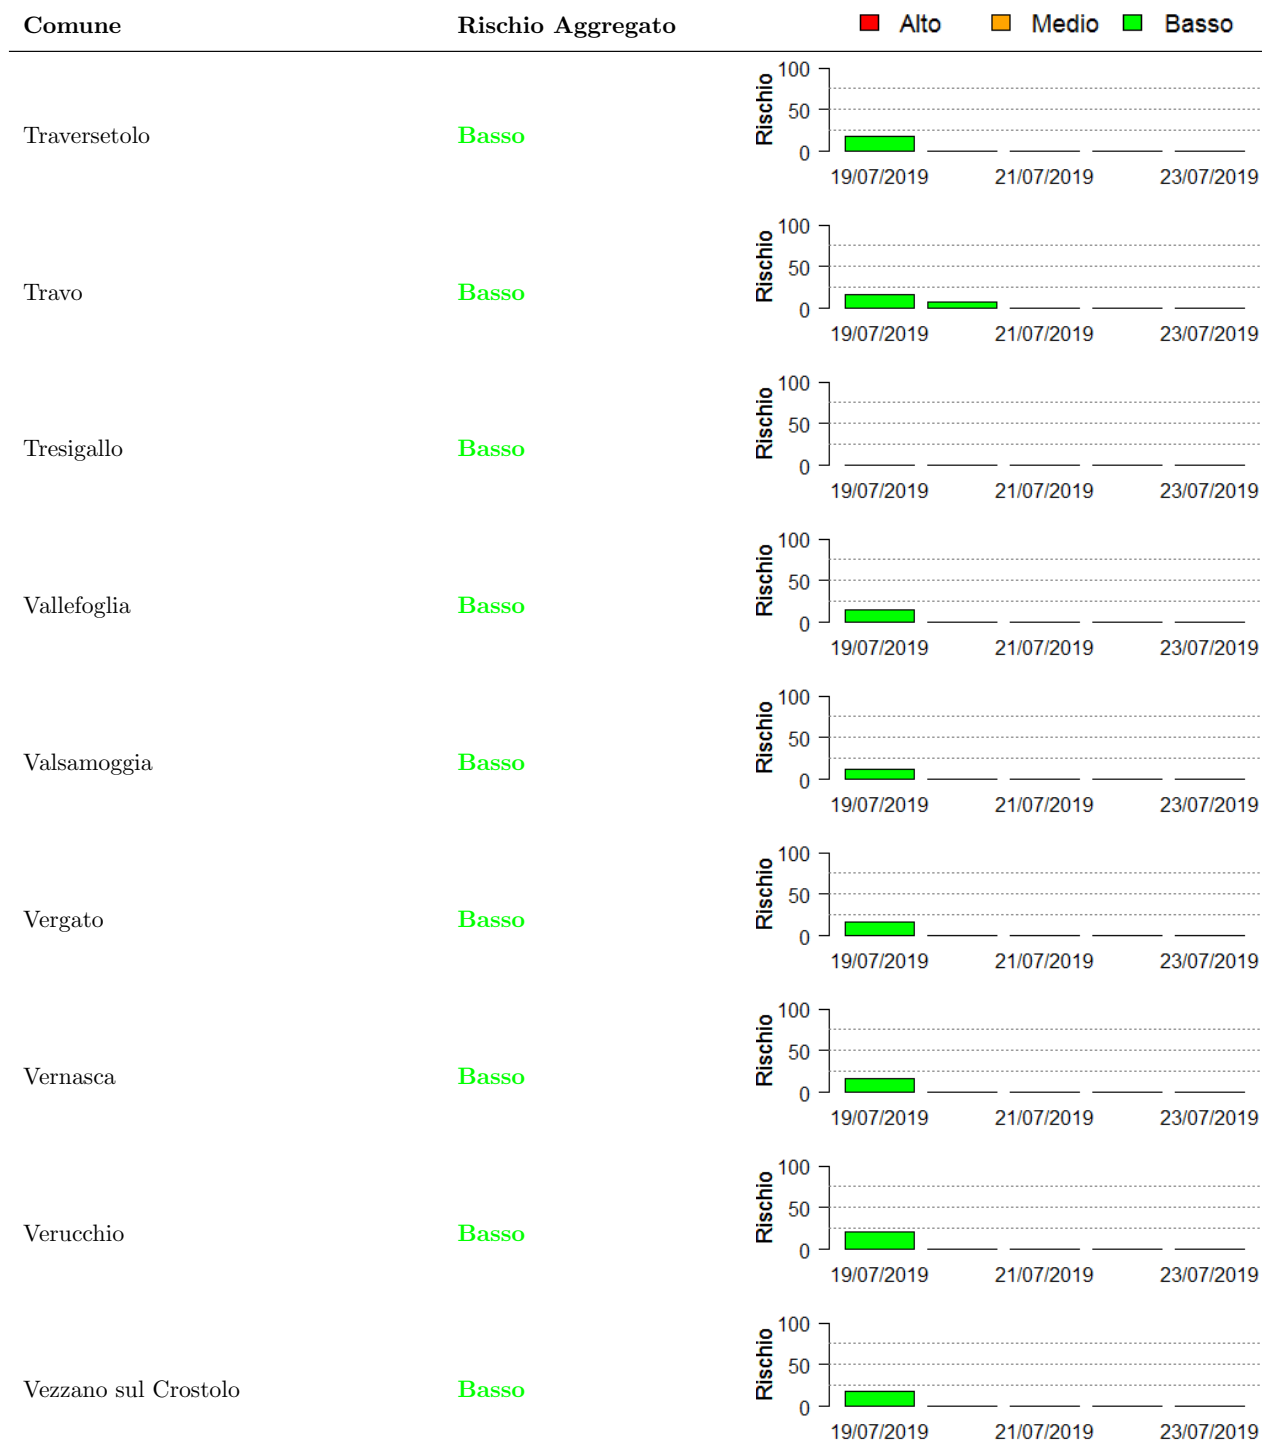 Comune Rischio Aggregato Alto Medio Basso
Traversetolo Basso
Rischio
100
50
0
19/07/2019 21/07/2019 23/07/2019
Travo Basso
Rischio
100
50
0
19/07/2019 21/07/2019 23/07/2019
Tresigallo Basso
Rischio
100
50
0
19/07/2019 21/07/2019 23/07/2019
Vallefoglia Basso
Rischio
100
50
0
19/07/2019 21/07/2019 23/07/2019
Valsamoggia Basso
Rischio
100
50
0
19/07/2019 21/07/2019 23/07/2019
Vergato Basso
Rischio
100
50
0
19/07/2019 21/07/2019 23/07/2019
Vernasca Basso
Rischio
100
50
0
19/07/2019 21/07/2019 23/07/2019
Verucchio Basso
Rischio
100
50
0
19/07/2019 21/07/2019 23/07/2019
Vezzano sul Crostolo Basso
Rischio
100
50
0
19/07/2019 21/07/2019 23/07/2019